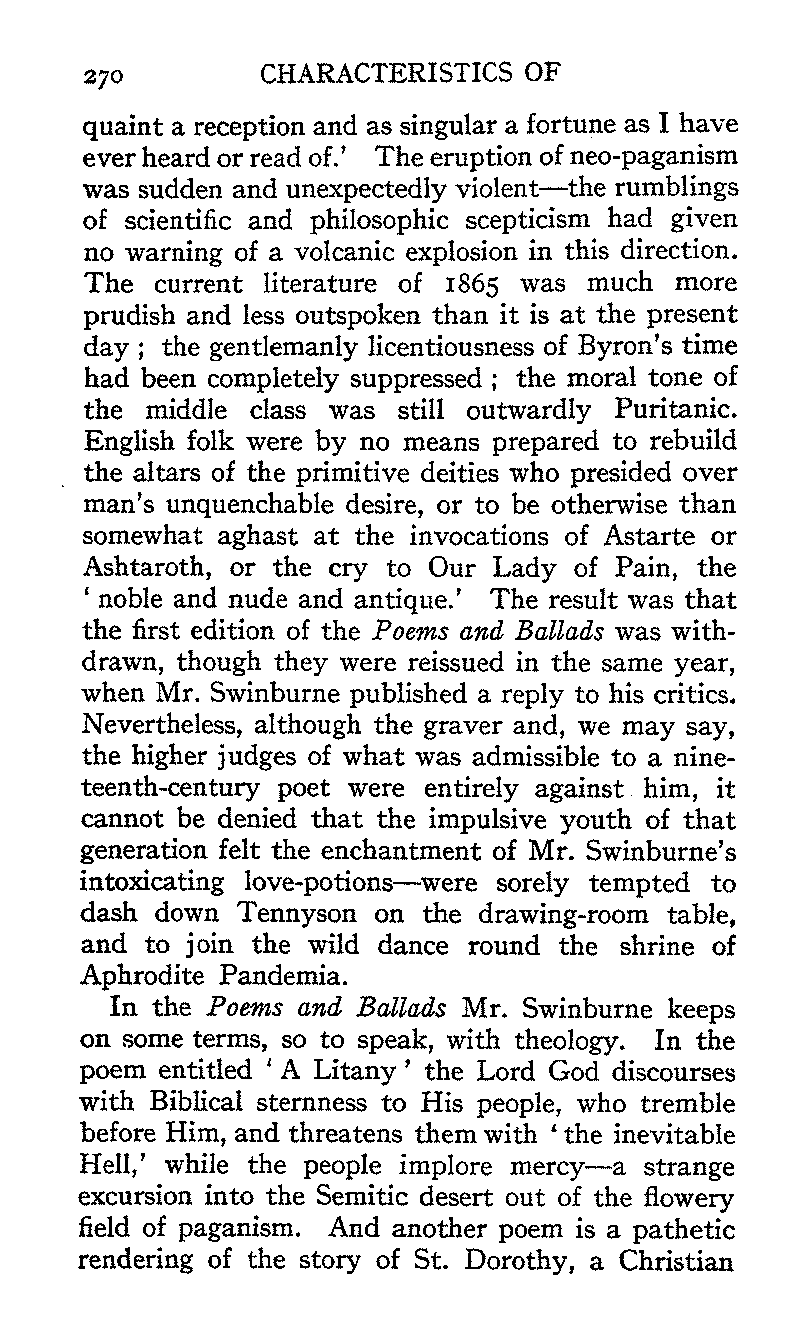 270 CHARACTERISTICS OF
quaint a reception and as singular a fortune as I have
ever heard or read of.' The eruption of neo-paganism
was sudden and unexpectedly violent—the rumblings
of scientific and philosophic scepticism had given
no warning of a volcanic explosion in this direction.
The current literature of 1865 was much more
prudish and less outspoken than it is at the present
day ; the gentlemanly licentiousness of Byron's time
had been completely suppressed ; the moral tone of
the middle class was still outwardly Puritanic.
English folk were by no means prepared to rebuild
the altars of the primitive deities who presided over
man's unquenchable desire, or to be otherwise than
somewhat aghast at the invocations of Astarte or
Ashtaroth, or the cry to Our Lady of Pain, the
‘ noble and nude and antique.’ The result was that
the first edition of the Poems and Ballads was with-
drawn, though they were reissued in the same year,
when Mr. Swinburne published a reply to his critics.
Nevertheless, although the graver and, we may say,
the higher judges of what was admissible to a nine-
teenth-century poet were entirely against him, it
cannot be denied that the impulsive youth of that
generation felt the enchantment of Mr. Swinburne's
intoxicating love-potions—were sorely tempted to
dash down Tennyson on the drawing-room table,
and to join the wild dance round the shrine of
Aphrodite Pandemia.
In the Poems and Ballads Mr. Swinburne keeps
on some terms, so to speak, with theology. In the
poem entitled ‘ A Litany ’ the Lord God discourses
with Biblical sternness to His people, who tremble
before Him, and threatens them with ‘ the inevitable
Hell,’ while the people implore mercy—a strange
excursion into the Semitic desert out of the flowery
field of paganism. And another poem is a pathetic
rendering of the story of St. Dorothy, a Christian